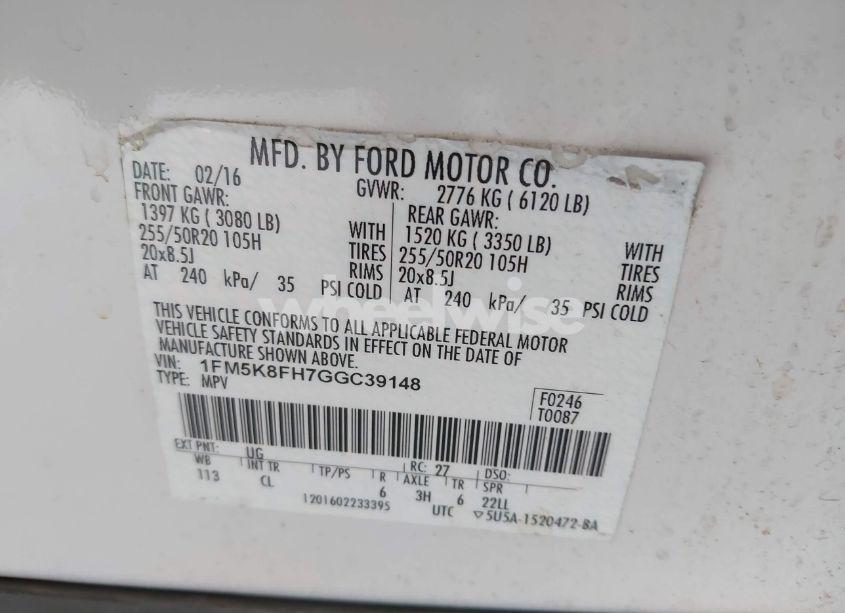 MFD. BY FORD MOTOR CO.
DATE: 02/16 GVWR: 2776 KG ( 6120 LB)
FRONT GAWR: REAR GAWR:
1397 KG ( 3080 LB) WITH 1520 KG ( 3350 LB) WITH
255/50R20 105H TIRES 255/50R20 105H TIRES
20x8.5J RIMS 20x8.5J RIMS
AT 240 kPa/ 35 PSI COLD AT 240 kPa/ 35 PSI COLD
wheelwise
THIS VEHICLE CONFORMS TO ALL APPLICABLE FEDERAL MOTOR
VEHICLE SAFETY STANDARDS IN EFFECT ON THE DATE OF
MANUFACTURE SHOWN ABOVE.
VIN: 1FM5K8FH7GGC39148
TYPE: MPV
F0246
T0087
EXT PNT: UG RC: 27 DSO:
WB INT TR TP/PS R AXLE TR SPR
113 CL 6 3H 6 22LL
1201602233395 UTC ▽5U5A-1520472-BA